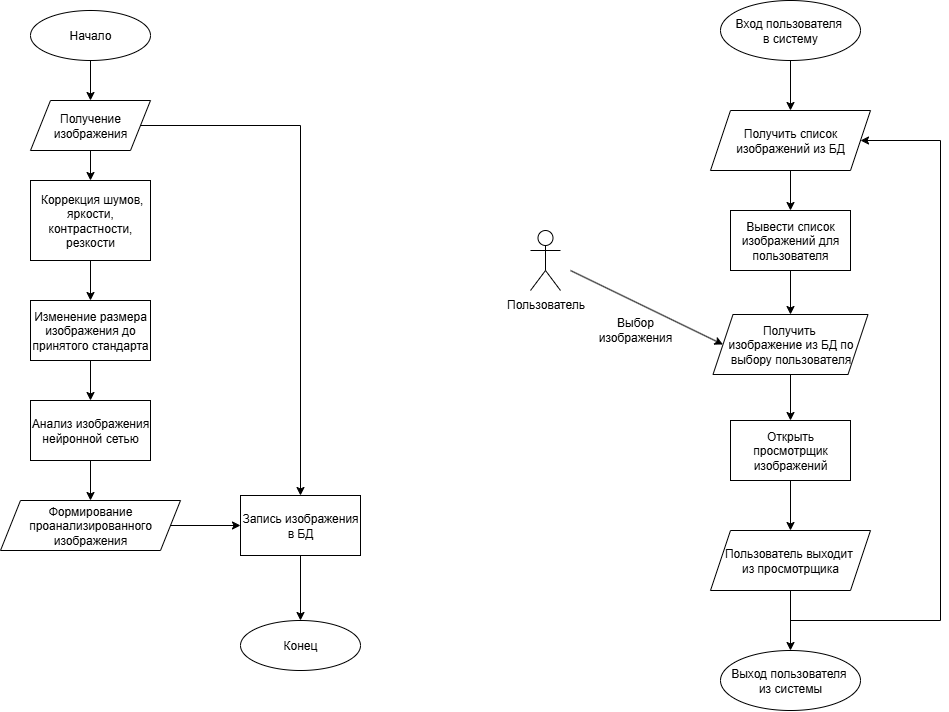 Начало
Получение
изображения
Коррекция шумов,
яркости,
контрастности,
резкости
Изменение размера
изображения до
принятого стандарта
Анализ изображения
нейронной сетью
Формирование
проанализированного
изображения
Запись изображения
в БД
Конец
Вход пользователя
в систему
Получить список
изображений из БД
Вывести список
изображений для
пользователя
Пользователь
Выбор
изображения
Получить
изображение из БД по
выбору пользователя
Открыть
просмотрщик
изображений
Пользователь выходит
из просмотрщика
Выход пользователя
из системы